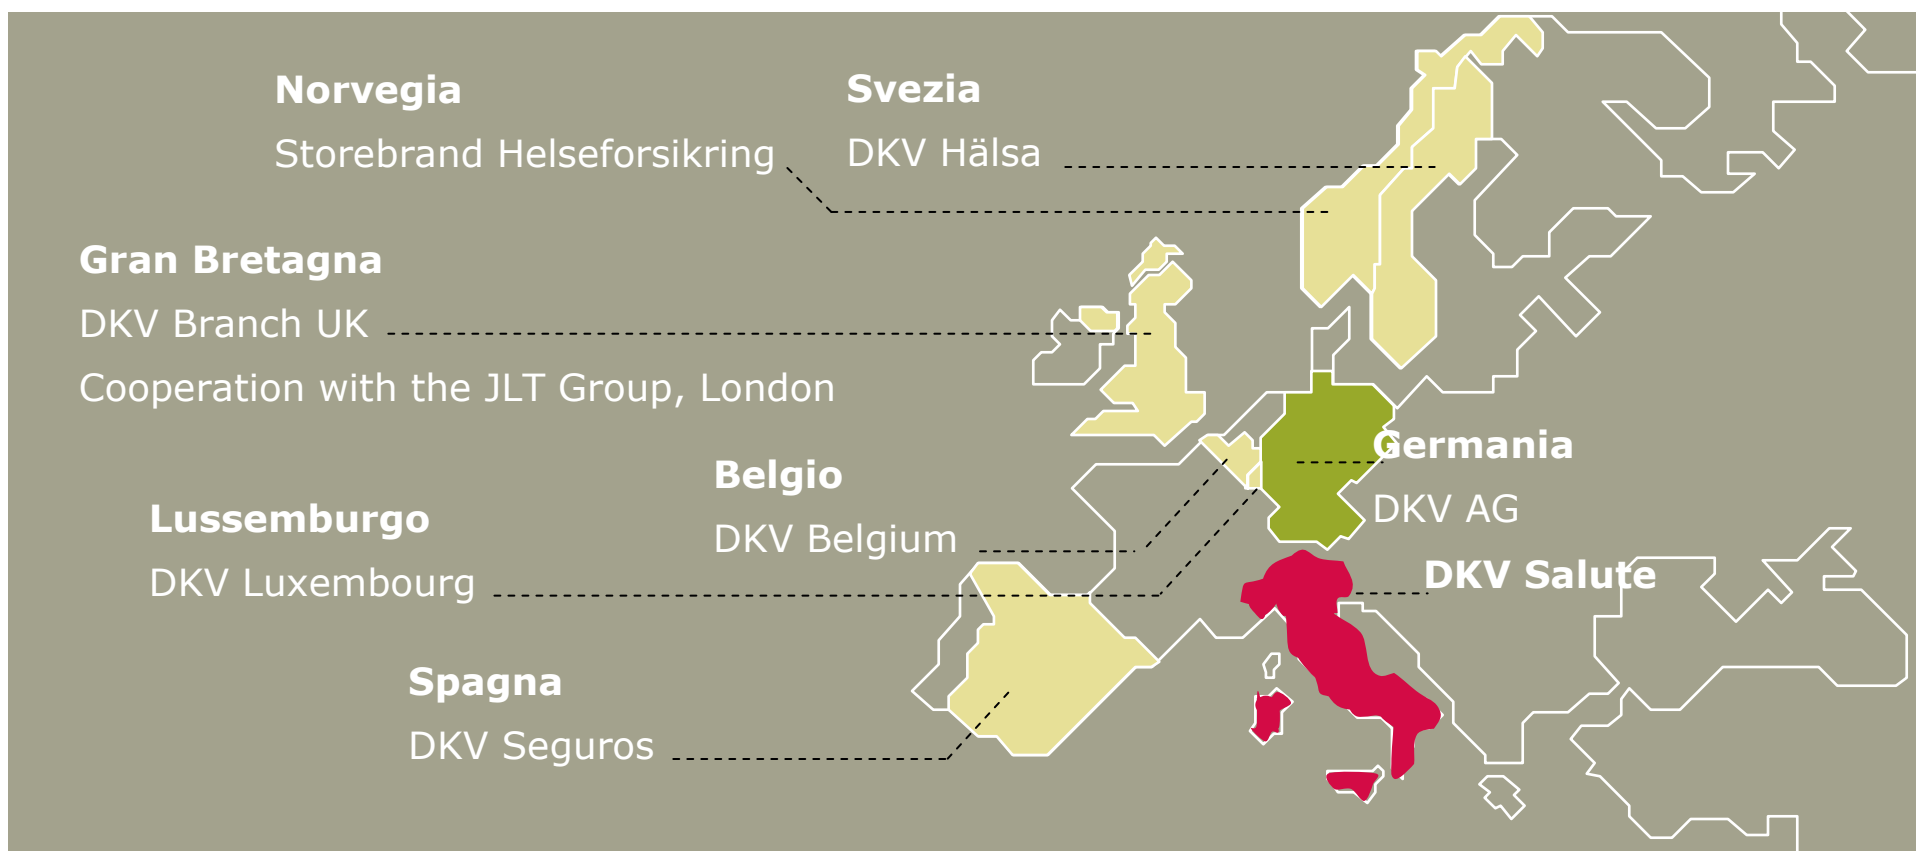 Norvegia
Storebrand Helseforsikring
Svezia
DKV Hälsa
Gran Bretagna
DKV Branch UK
Cooperation with the JLT Group, London
Germania
DKV AG
Belgio
DKV Belgium
Lussemburgo
DKV Luxembourg
DKV Salute
Spagna
DKV Seguros